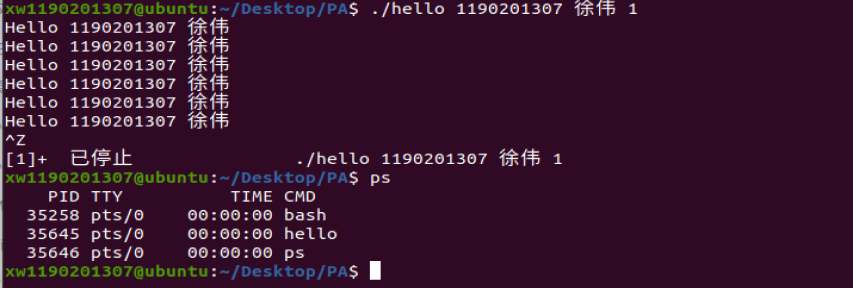 xw1190201307@ubuntu:~/Desktop/PA$ ./hello 1190201307 徐伟 1
Hello 1190201307 徐伟
Hello 1190201307 徐伟
Hello 1190201307 徐伟
Hello 1190201307 徐伟
Hello 1190201307 徐伟
Hello 1190201307 徐伟
^Z
[1]+  已停止               ./hello 1190201307 徐伟 1
xw1190201307@ubuntu:~/Desktop/PA$ ps
    PID TTY          TIME CMD
  35258 pts/0    00:00:00 bash
  35645 pts/0    00:00:00 hello
  35646 pts/0    00:00:00 ps
xw1190201307@ubuntu:~/Desktop/PA$